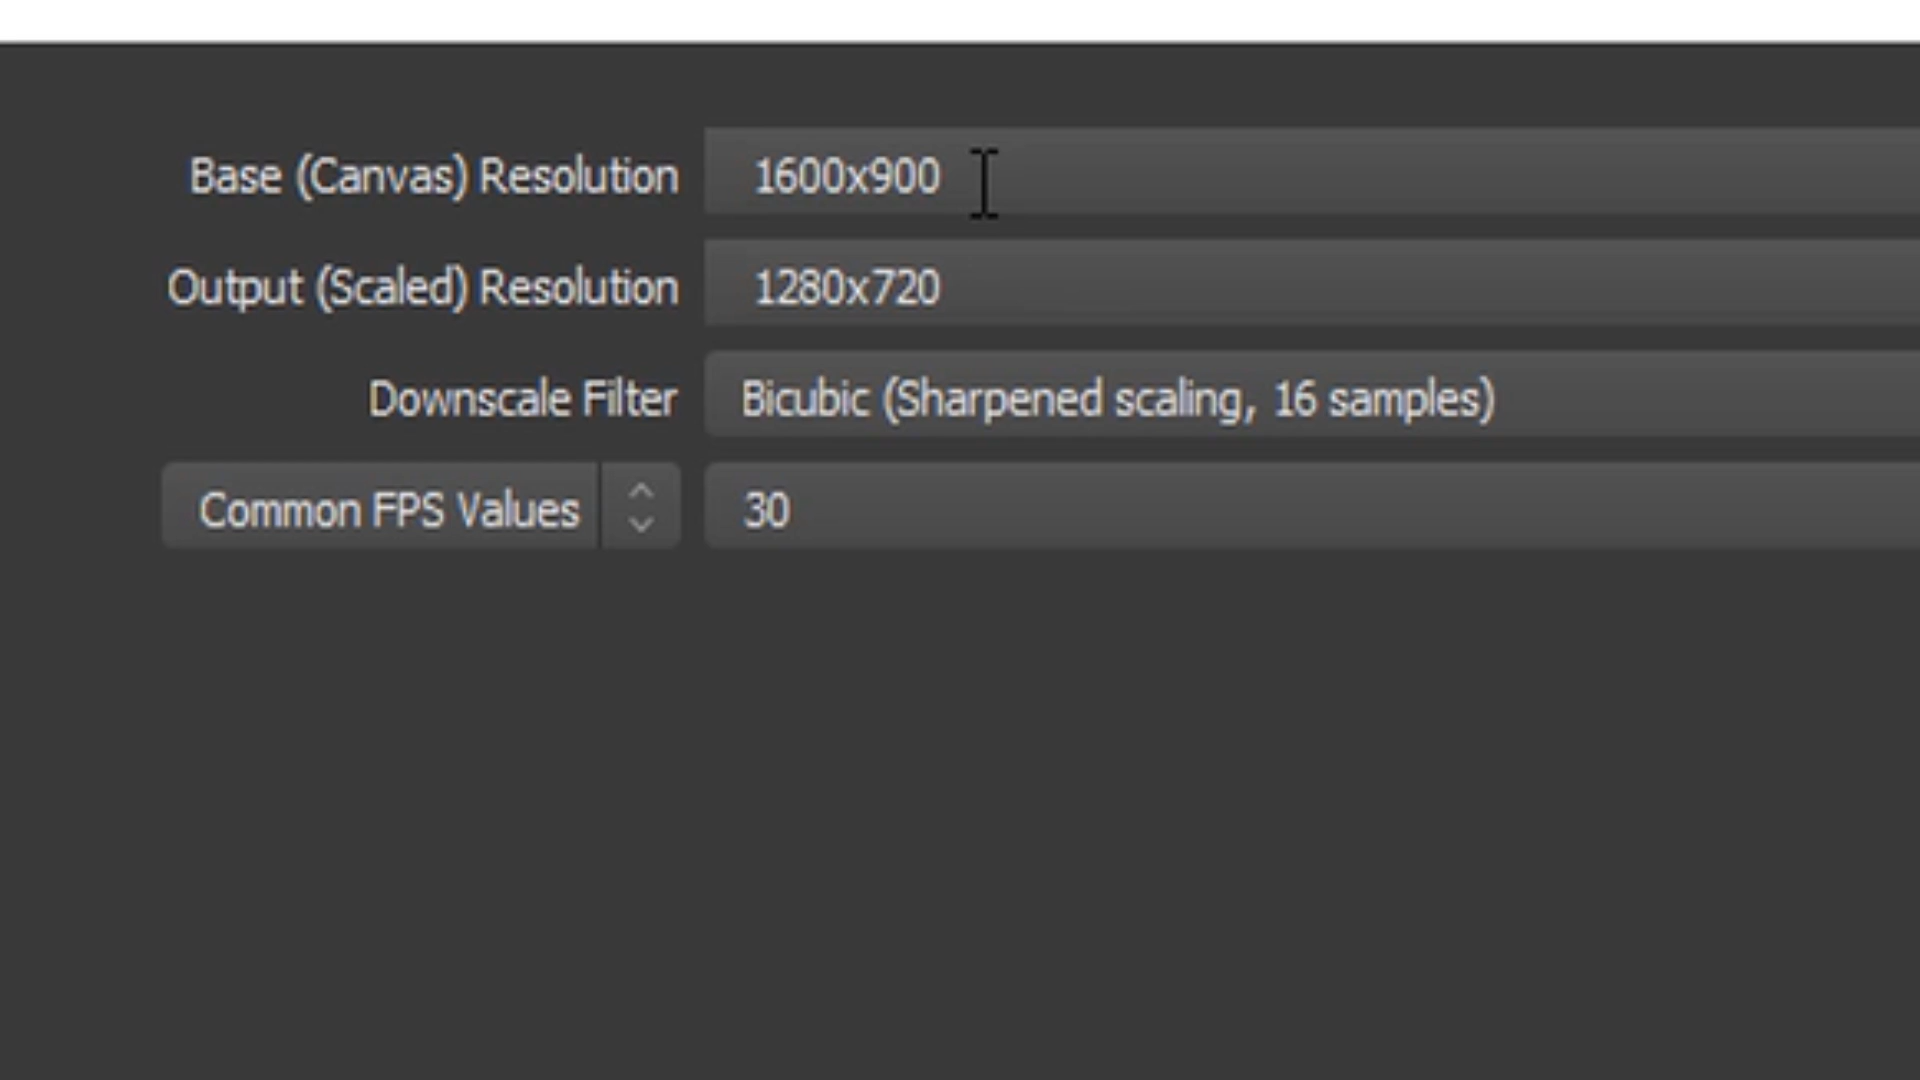 Base (Canvas) Resolution 1600x900
Output (Scaled) Resolution 1280x720
Downscale Filter Bicubic (Sharpened scaling, 16 samples)
Common FPS Values 30